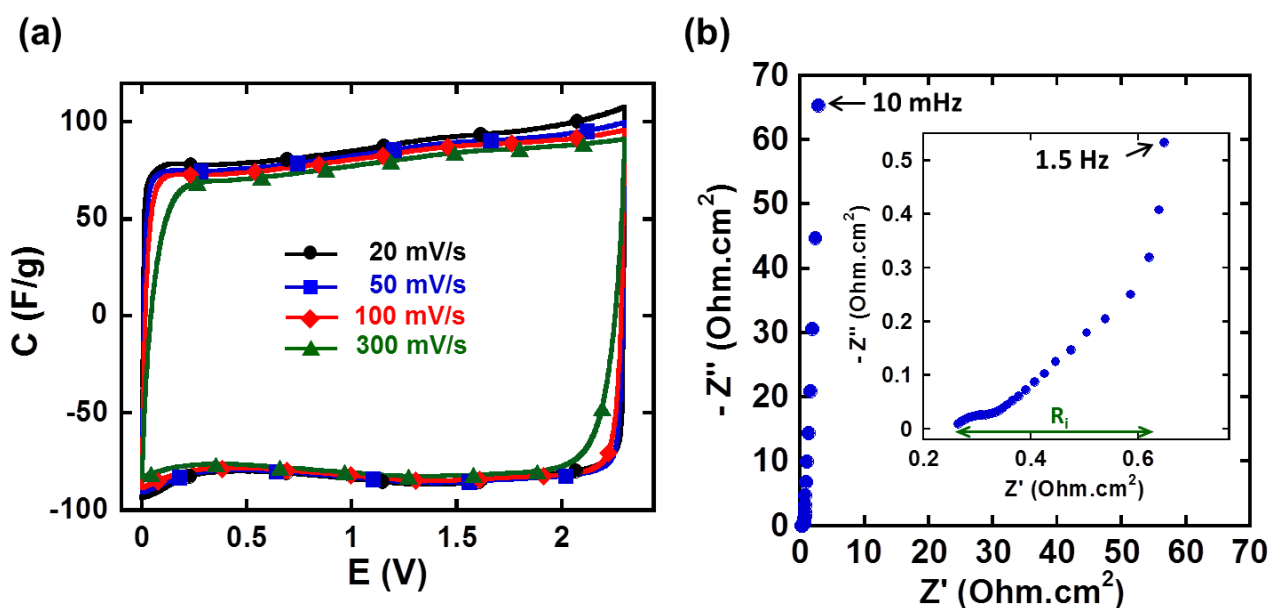 (a)
C (F/g)
100
50
0
-50
-100
20 mV/s
50 mV/s
100 mV/s
300 mV/s
0 0.5 1 1.5 2
E (V)
(b)
- Z'' (Ohm.cm²)
70
60
50
40
30
20
10
0
10 mHz
- Z'' (Ohm.cm²)
0.5
0.4
0.3
0.2
0.1
0
1.5 Hz
Rᵢ
0.2 0.4 0.6
Z' (Ohm.cm²)
0 10 20 30 40 50 60 70
Z' (Ohm.cm²)